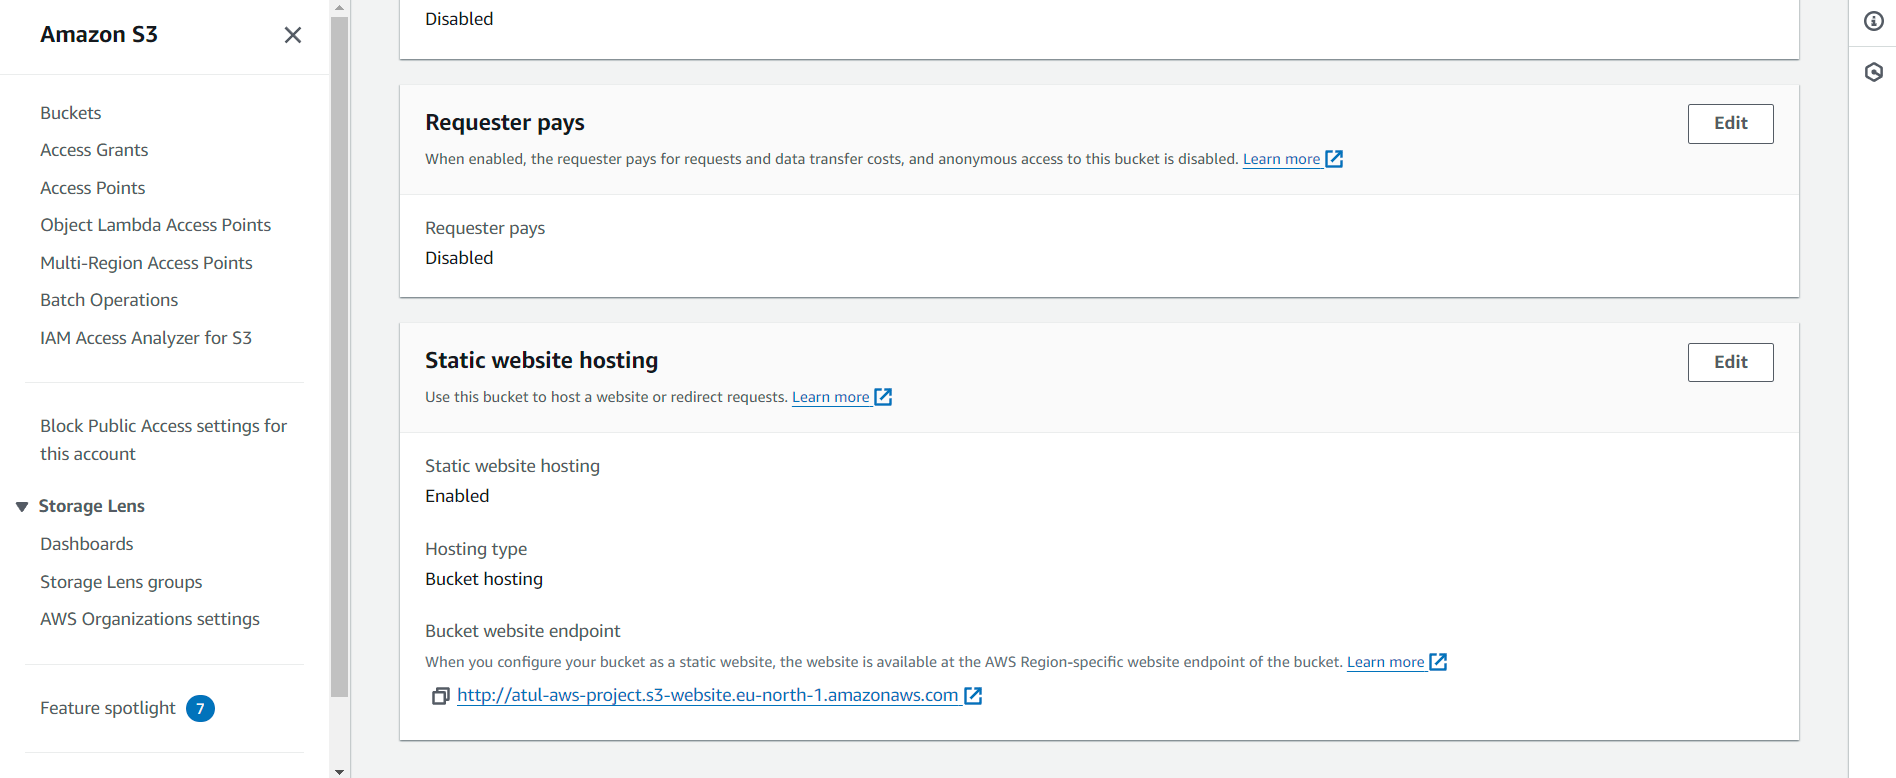 Amazon S3
Buckets
Access Grants
Access Points
Object Lambda Access Points
Multi-Region Access Points
Batch Operations
IAM Access Analyzer for S3
Block Public Access settings for
this account
Storage Lens
Dashboards
Storage Lens groups
AWS Organizations settings
Feature spotlight 7
Disabled
Requester pays
Edit
When enabled, the requester pays for requests and data transfer costs, and anonymous access to this bucket is disabled. Learn more
Requester pays
Disabled
Static website hosting
Edit
Use this bucket to host a website or redirect requests. Learn more
Static website hosting
Enabled
Hosting type
Bucket hosting
Bucket website endpoint
When you configure your bucket as a static website, the website is available at the AWS Region-specific website endpoint of the bucket. Learn more
http://atul-aws-project.s3-website.eu-north-1.amazonaws.com